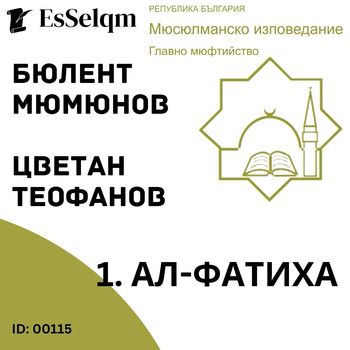 EsSelqm
РЕПУБЛИКА БЪЛГАРИЯ
Мюсюлманско изповедание
Главно мюфтийство
БЮЛЕНТ
МЮМЮНОВ
ЦВЕТАН
ТЕОФАНОВ
1. АЛ-ФАТИХА
ID: 00115